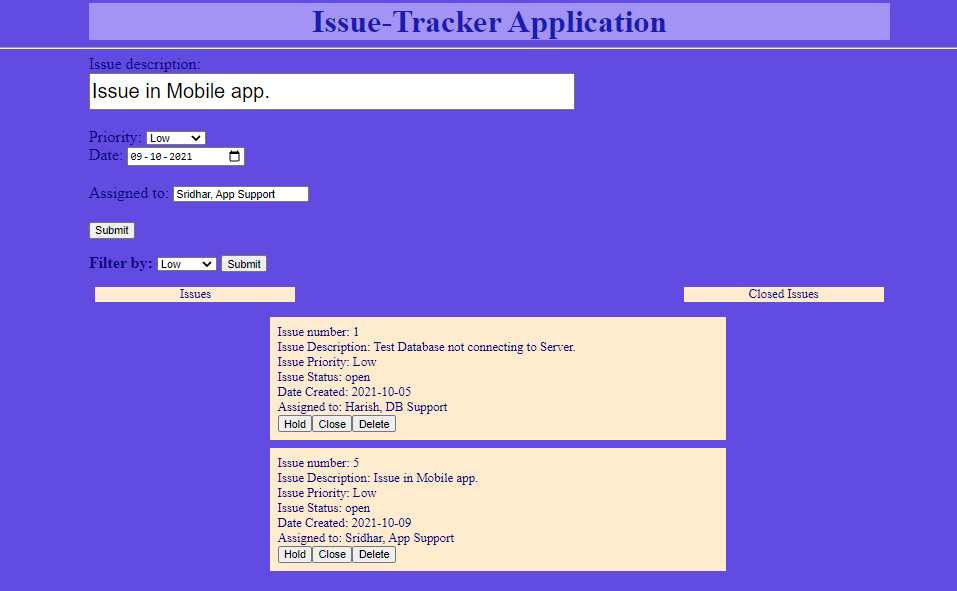 Issue-Tracker Application
Issue description:
Issue in Mobile app.
Priority: Low
Date: 09-10-2021
Assigned to: Sridhar, App Support
Submit
Filter by: Low Submit
Issues Closed Issues
Issue number: 1
Issue Description: Test Database not connecting to Server.
Issue Priority: Low
Issue Status: open
Date Created: 2021-10-05
Assigned to: Harish, DB Support
Hold Close Delete
Issue number: 5
Issue Description: Issue in Mobile app.
Issue Priority: Low
Issue Status: open
Date Created: 2021-10-09
Assigned to: Sridhar, App Support
Hold Close Delete